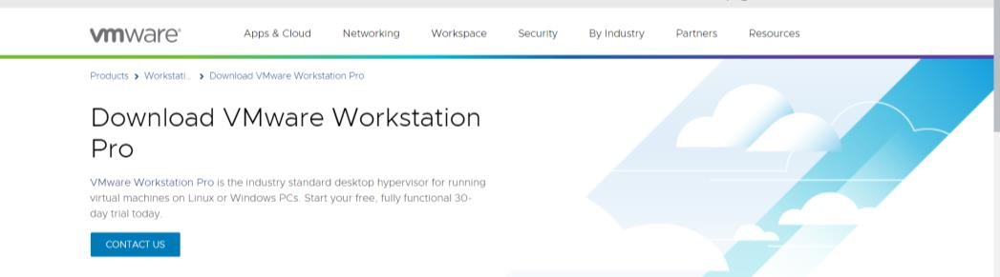 vmware
Apps & Cloud Networking Workspace Security By Industry Partners Resources
Products > Workstati... > Download VMware Workstation Pro
Download VMware Workstation
Pro
VMware Workstation Pro is the industry standard desktop hypervisor for running
virtual machines on Linux or Windows PCs. Start your free, fully functional 30-
day trial today.
CONTACT US